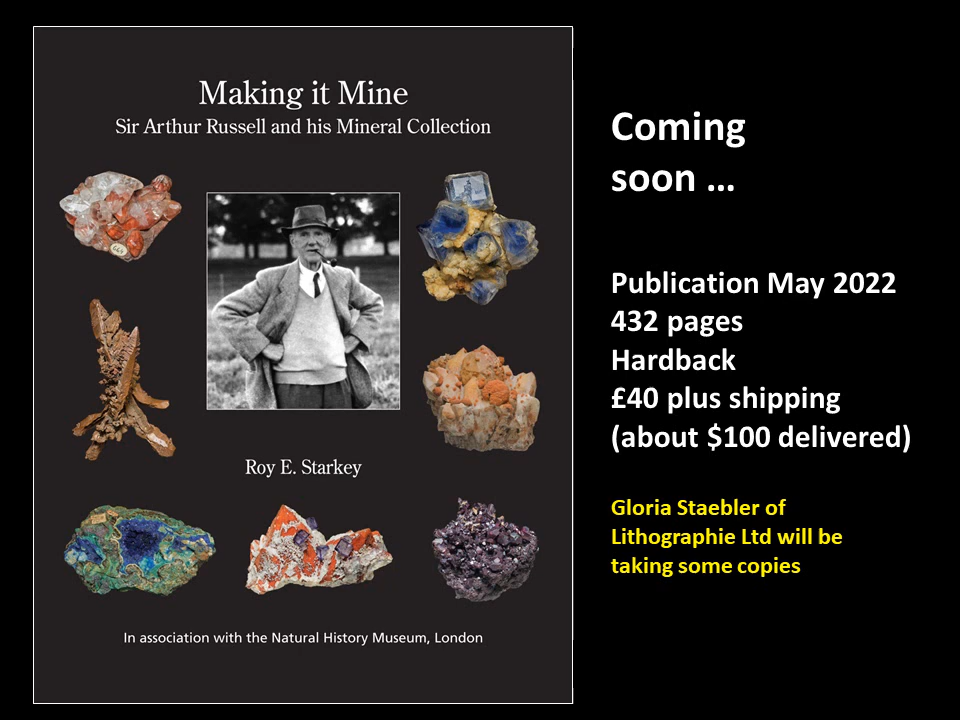 Making it Mine
Sir Arthur Russell and his Mineral Collection
Roy E. Starkey
In association with the Natural History Museum, London
Coming
soon ...
Publication May 2022
432 pages
Hardback
£40 plus shipping
(about $100 delivered)
Gloria Staebler of
Lithographie Ltd will be
taking some copies